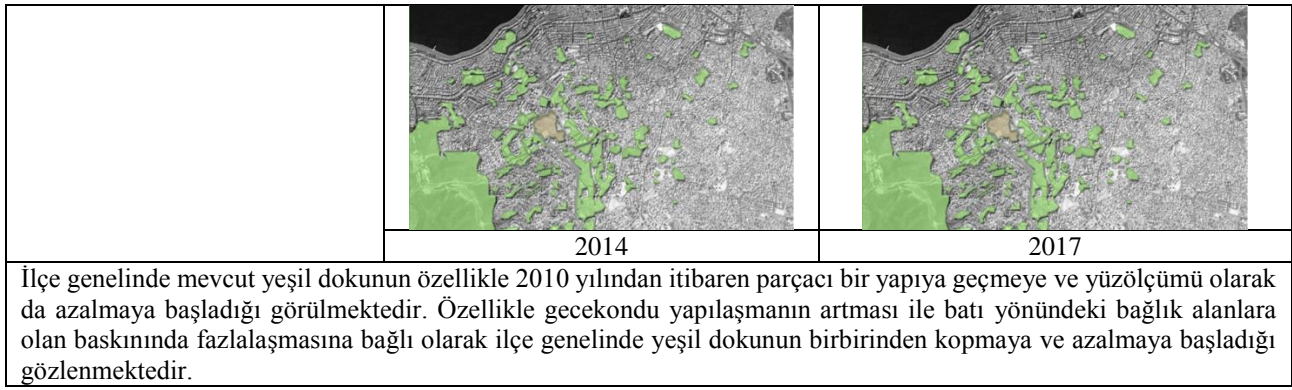 2014
2017
İlçe genelinde mevcut yeşil dokunun özellikle 2010 yılından itibaren parçacı bir yapıya geçmeye ve yüzölçümü olarak
da azalmaya başladığı görülmektedir. Özellikle gecekondu yapılaşmanın artması ile batı yönündeki bağlık alanlara
olan baskınında fazlalaşmasına bağlı olarak ilçe genelinde yeşil dokunun birbirinden kopmaya ve azalmaya başladığı
gözlenmektedir.